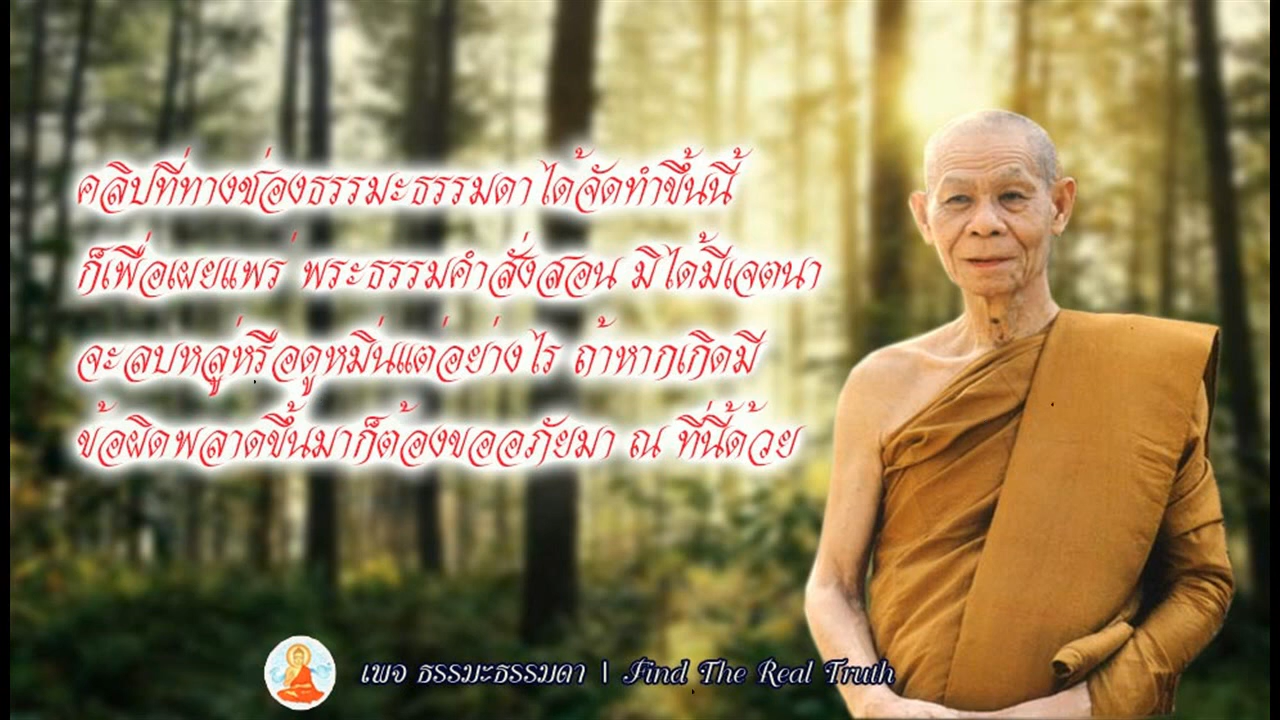 คลิปที่ทางช่องธรรมะธรรมดาได้จัดทำขึ้นนี้
ก็เพื่อเผยแพร่ พระธรรมคำสั่งสอน มิได้มีเจตนา
จะลบหลู่หรือดูหมิ่นแต่อย่างไร ถ้าหากเกิดมี
ข้อผิดพลาดขึ้นมาก็ต้องขออภัยมา ณ ที่นี้ด้วย
เพจ ธรรมะธรรมดา | Find The Real Truth